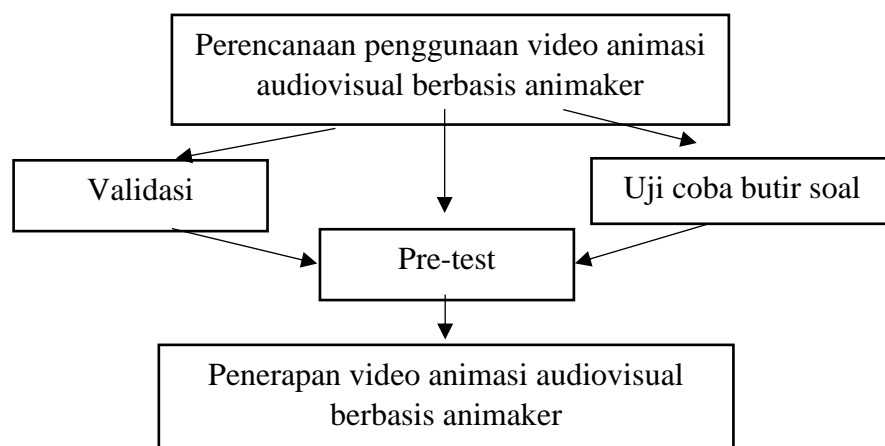 Perencanaan penggunaan video animasi
audiovisual berbasis animaker
Validasi
Uji coba butir soal
Pre-test
Penerapan video animasi audiovisual
berbasis animaker